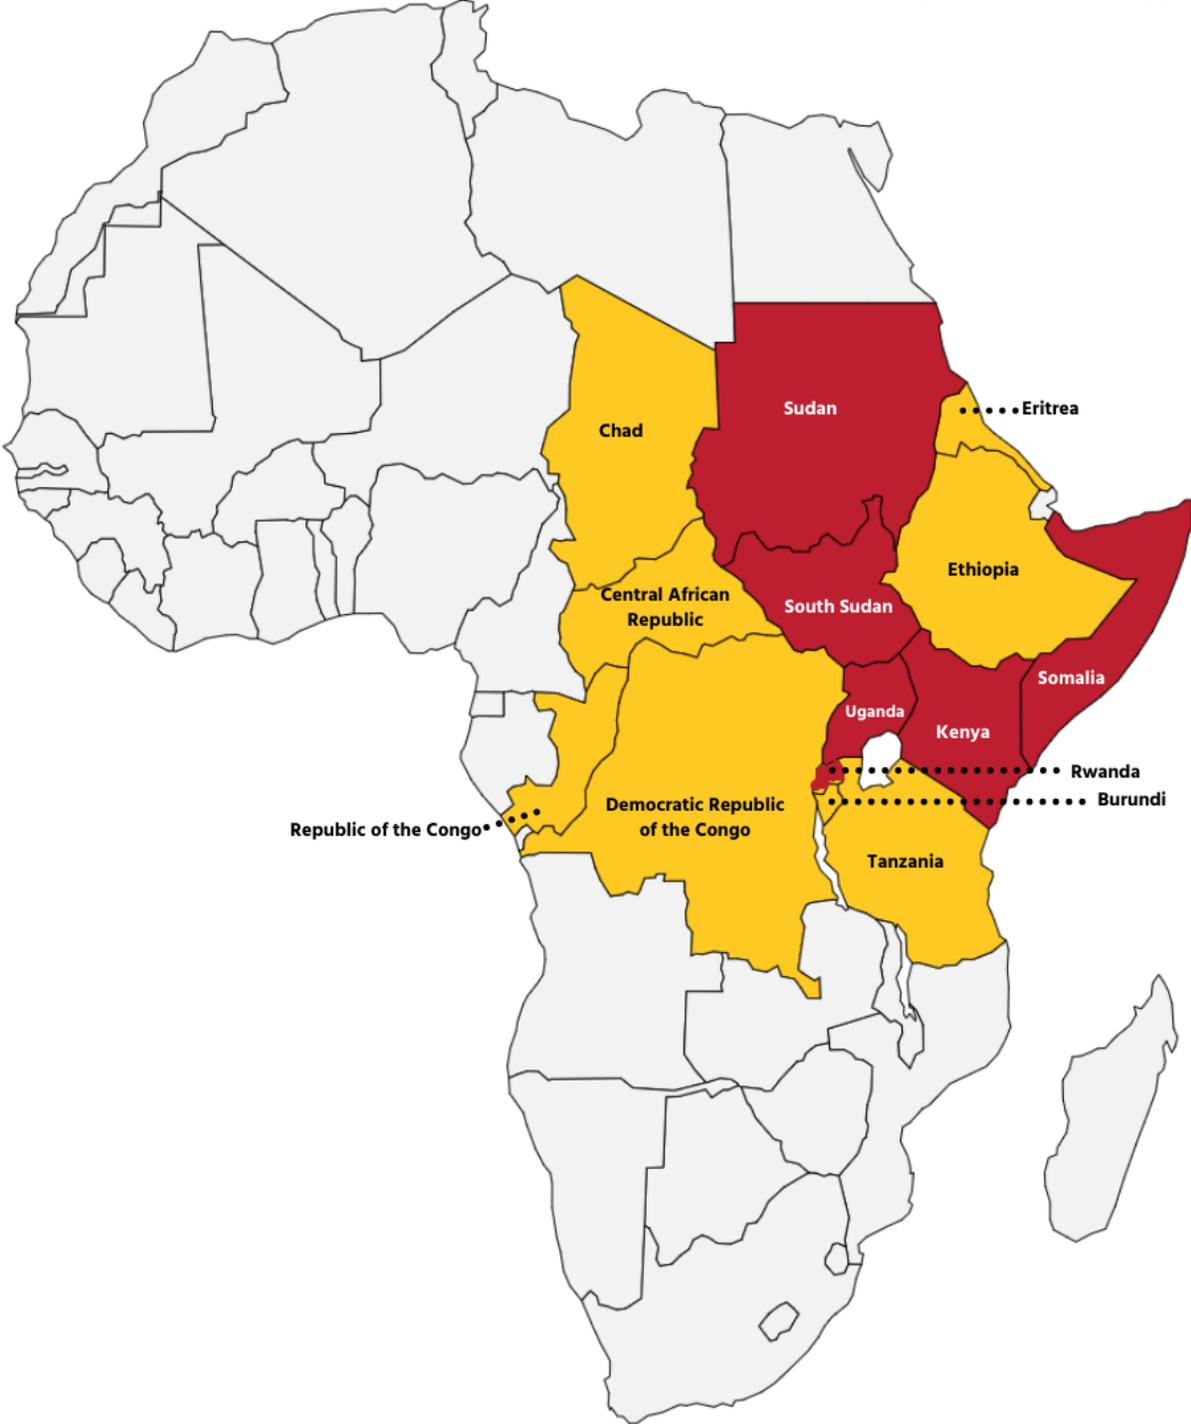 Sudan
Eritrea
Chad
Ethiopia
Central African
Republic
South Sudan
Somalia
Uganda
Kenya
Rwanda
Burundi
Democratic Republic
of the Congo
Republic of the Congo
Tanzania